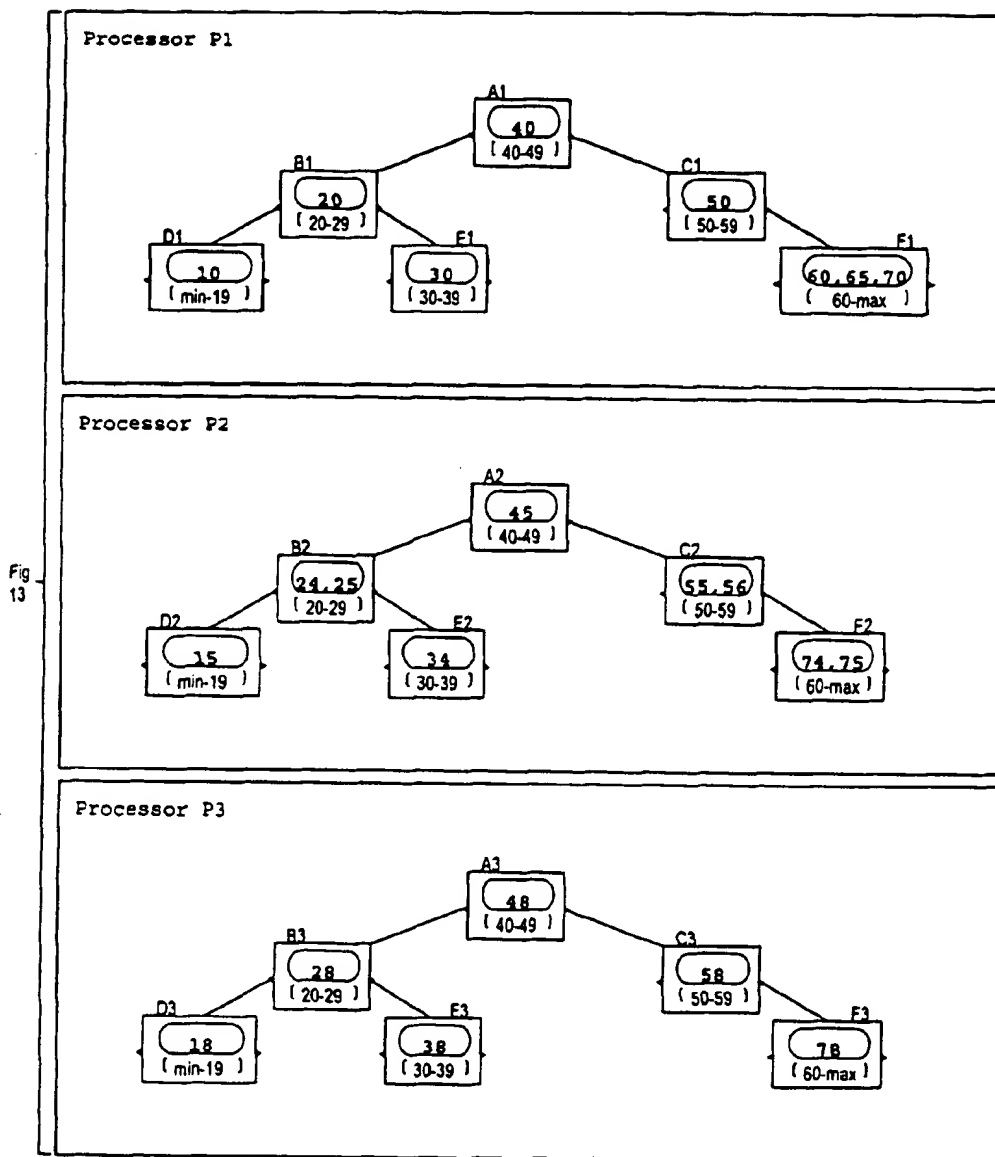 Processor P1
A1
40
( 40-49 )
B1
20
( 20-29 )
C1
50
( 50-59 )
D1
10
( min-19 )
E1
30
( 30-39 )
F1
60,65,70
( 60-max )
Fig
13
Processor P2
A2
45
( 40-49 )
B2
24,25
( 20-29 )
C2
55,56
( 50-59 )
D2
15
( min-19 )
E2
34
( 30-39 )
F2
74,75
( 60-max )
Processor P3
A3
48
( 40-49 )
B3
28
( 20-29 )
C3
58
( 50-59 )
D3
18
( min-19 )
E3
38
( 30-39 )
F3
78
( 60-max )